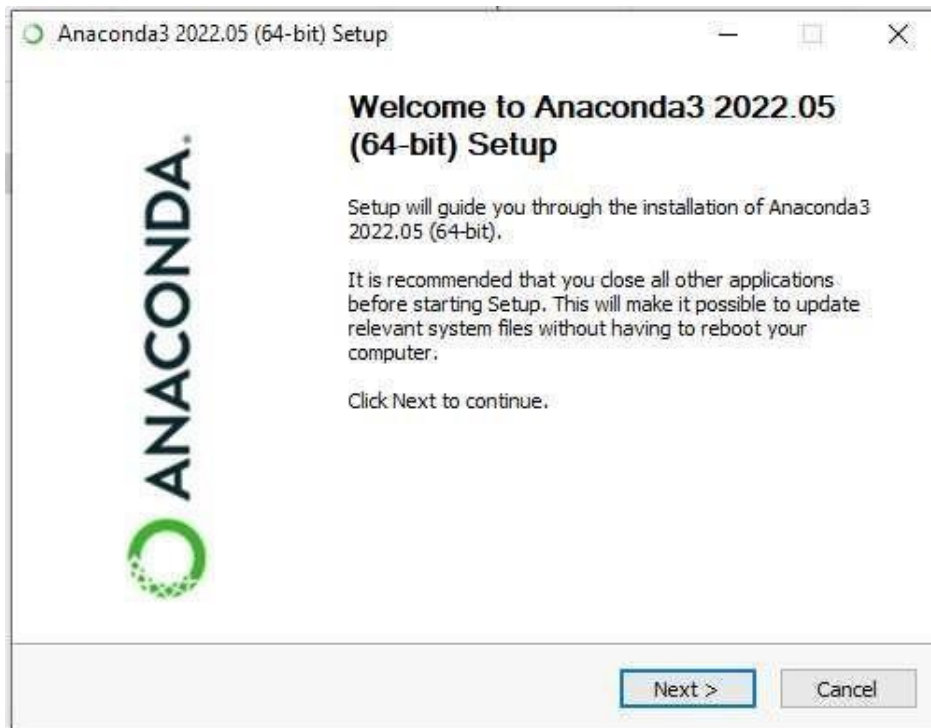 Anaconda3 2022.05 (64-bit) Setup
Welcome to Anaconda3 2022.05
(64-bit) Setup
Setup will guide you through the installation of Anaconda3
2022.05 (64-bit).
It is recommended that you close all other applications
before starting Setup. This will make it possible to update
relevant system files without having to reboot your
computer.
Click Next to continue.
ANACONDA.
Next >
Cancel